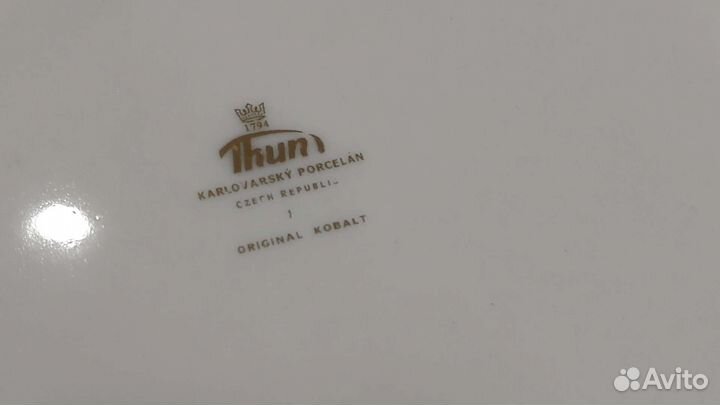 1794
Thun
KARLOVARSKÝ PORCELÁN
CZECH REPUBLIC
1
ORIGINAL KOBALT
Avito